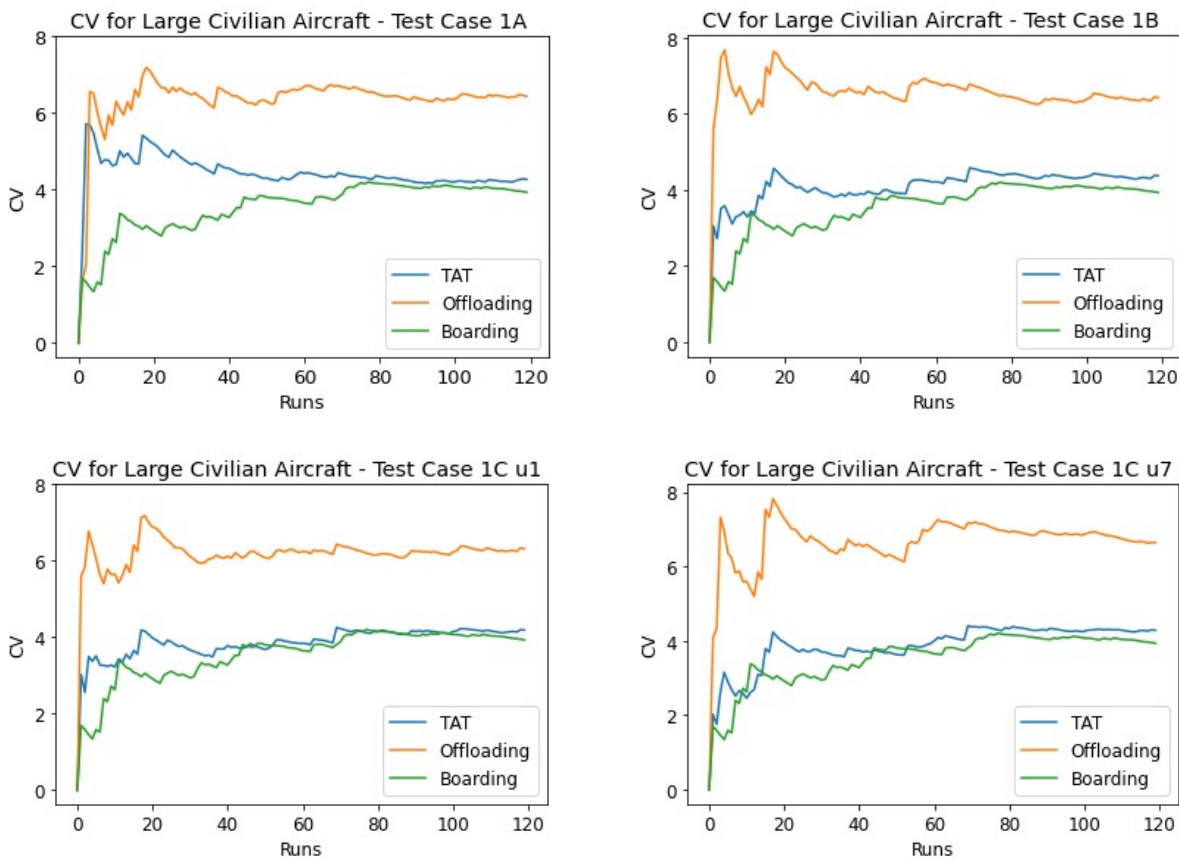 CV for Large Civilian Aircraft - Test Case 1A
8
6
4
2
0
CV
TAT
Offloading
Boarding
0 20 40 60 80 100 120
Runs
CV for Large Civilian Aircraft - Test Case 1B
8
6
4
2
0
CV
TAT
Offloading
Boarding
0 20 40 60 80 100 120
Runs
CV for Large Civilian Aircraft - Test Case 1C u1
8
6
4
2
0
CV
TAT
Offloading
Boarding
0 20 40 60 80 100 120
Runs
CV for Large Civilian Aircraft - Test Case 1C u7
8
6
4
2
0
CV
TAT
Offloading
Boarding
0 20 40 60 80 100 120
Runs